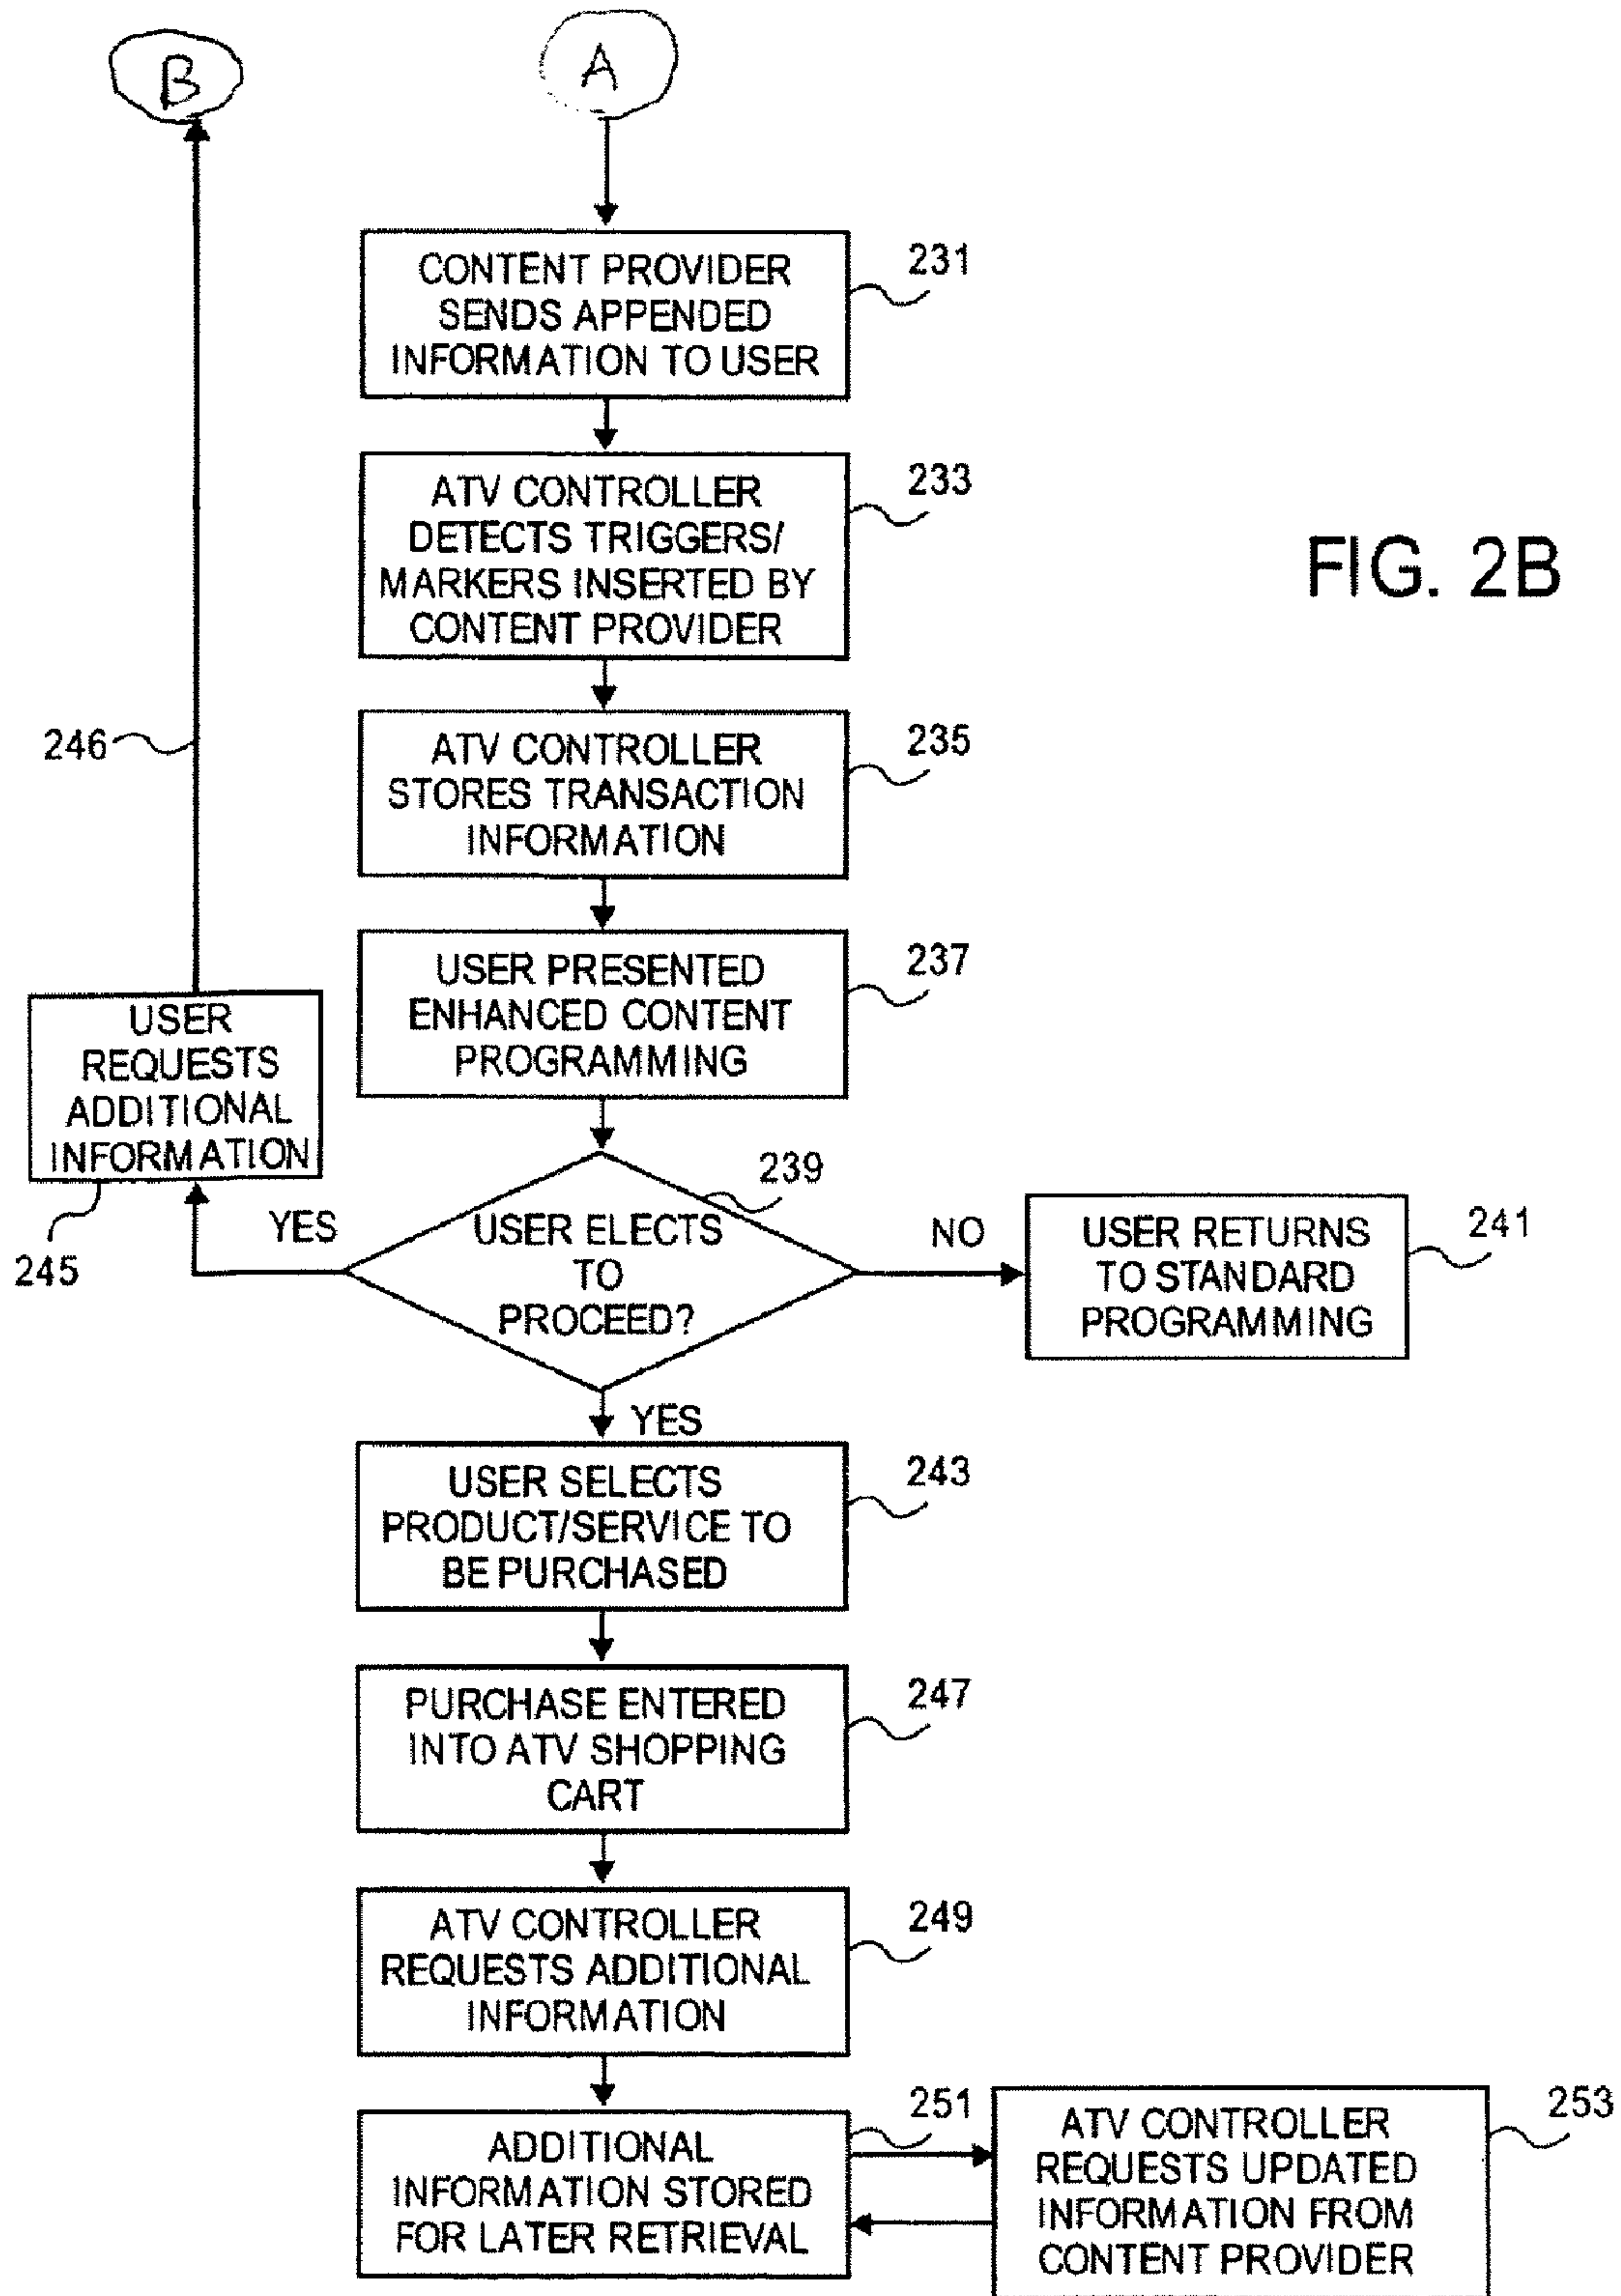 B
A
CONTENT PROVIDER
SENDS APPENDED
INFORMATION TO USER
231
ATV CONTROLLER
DETECTS TRIGGERS/
MARKERS INSERTED BY
CONTENT PROVIDER
233
FIG. 2B
246
ATV CONTROLLER
STORES TRANSACTION
INFORMATION
235
USER PRESENTED
ENHANCED CONTENT
PROGRAMMING
237
USER
REQUESTS
ADDITIONAL
INFORMATION
245
YES
USER ELECTS
TO
PROCEED?
239
NO
USER RETURNS
TO STANDARD
PROGRAMMING
241
YES
USER SELECTS
PRODUCT/SERVICE TO
BE PURCHASED
243
PURCHASE ENTERED
INTO ATV SHOPPING
CART
247
ATV CONTROLLER
REQUESTS ADDITIONAL
INFORMATION
249
ADDITIONAL
INFORMATION STORED
FOR LATER RETRIEVAL
251
ATV CONTROLLER
REQUESTS UPDATED
INFORMATION FROM
CONTENT PROVIDER
253